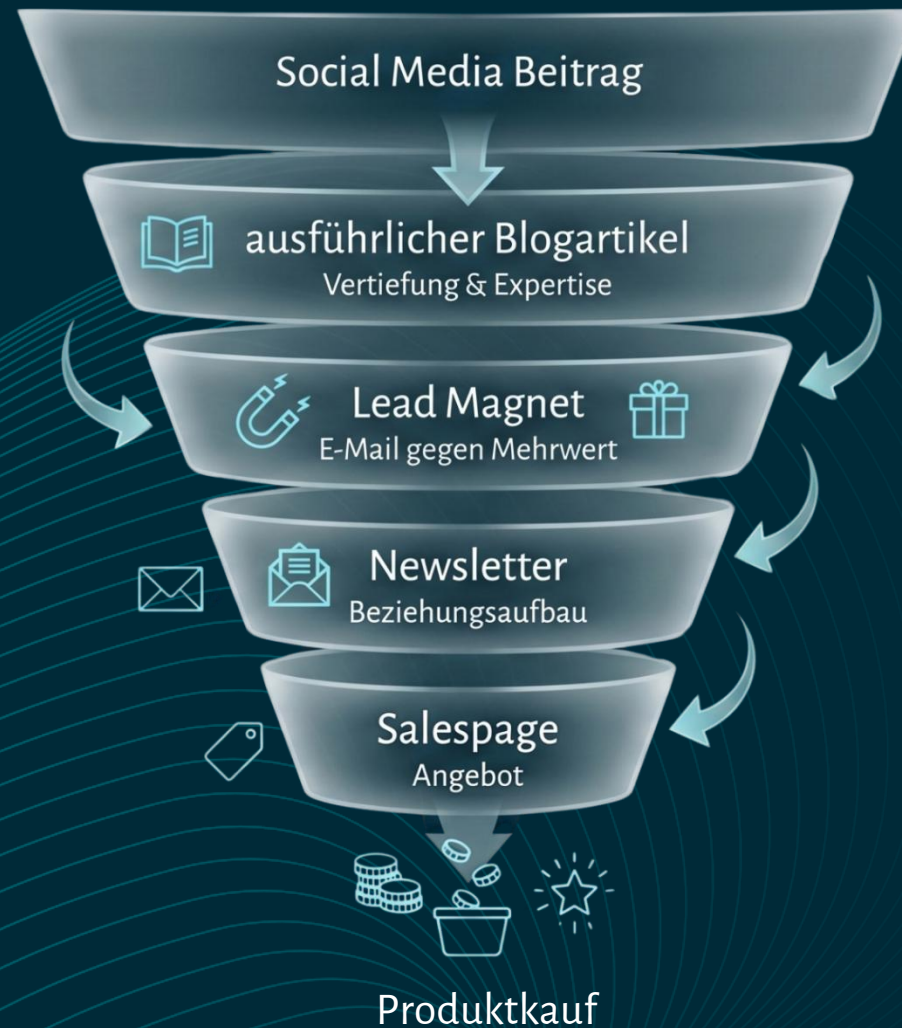 Social Media Beitrag
ausführlicher Blogartikel
Vertiefung & Expertise
Lead Magnet
E-Mail gegen Mehrwert
Newsletter
Beziehungsaufbau
Salespage
Angebot
Produktkauf